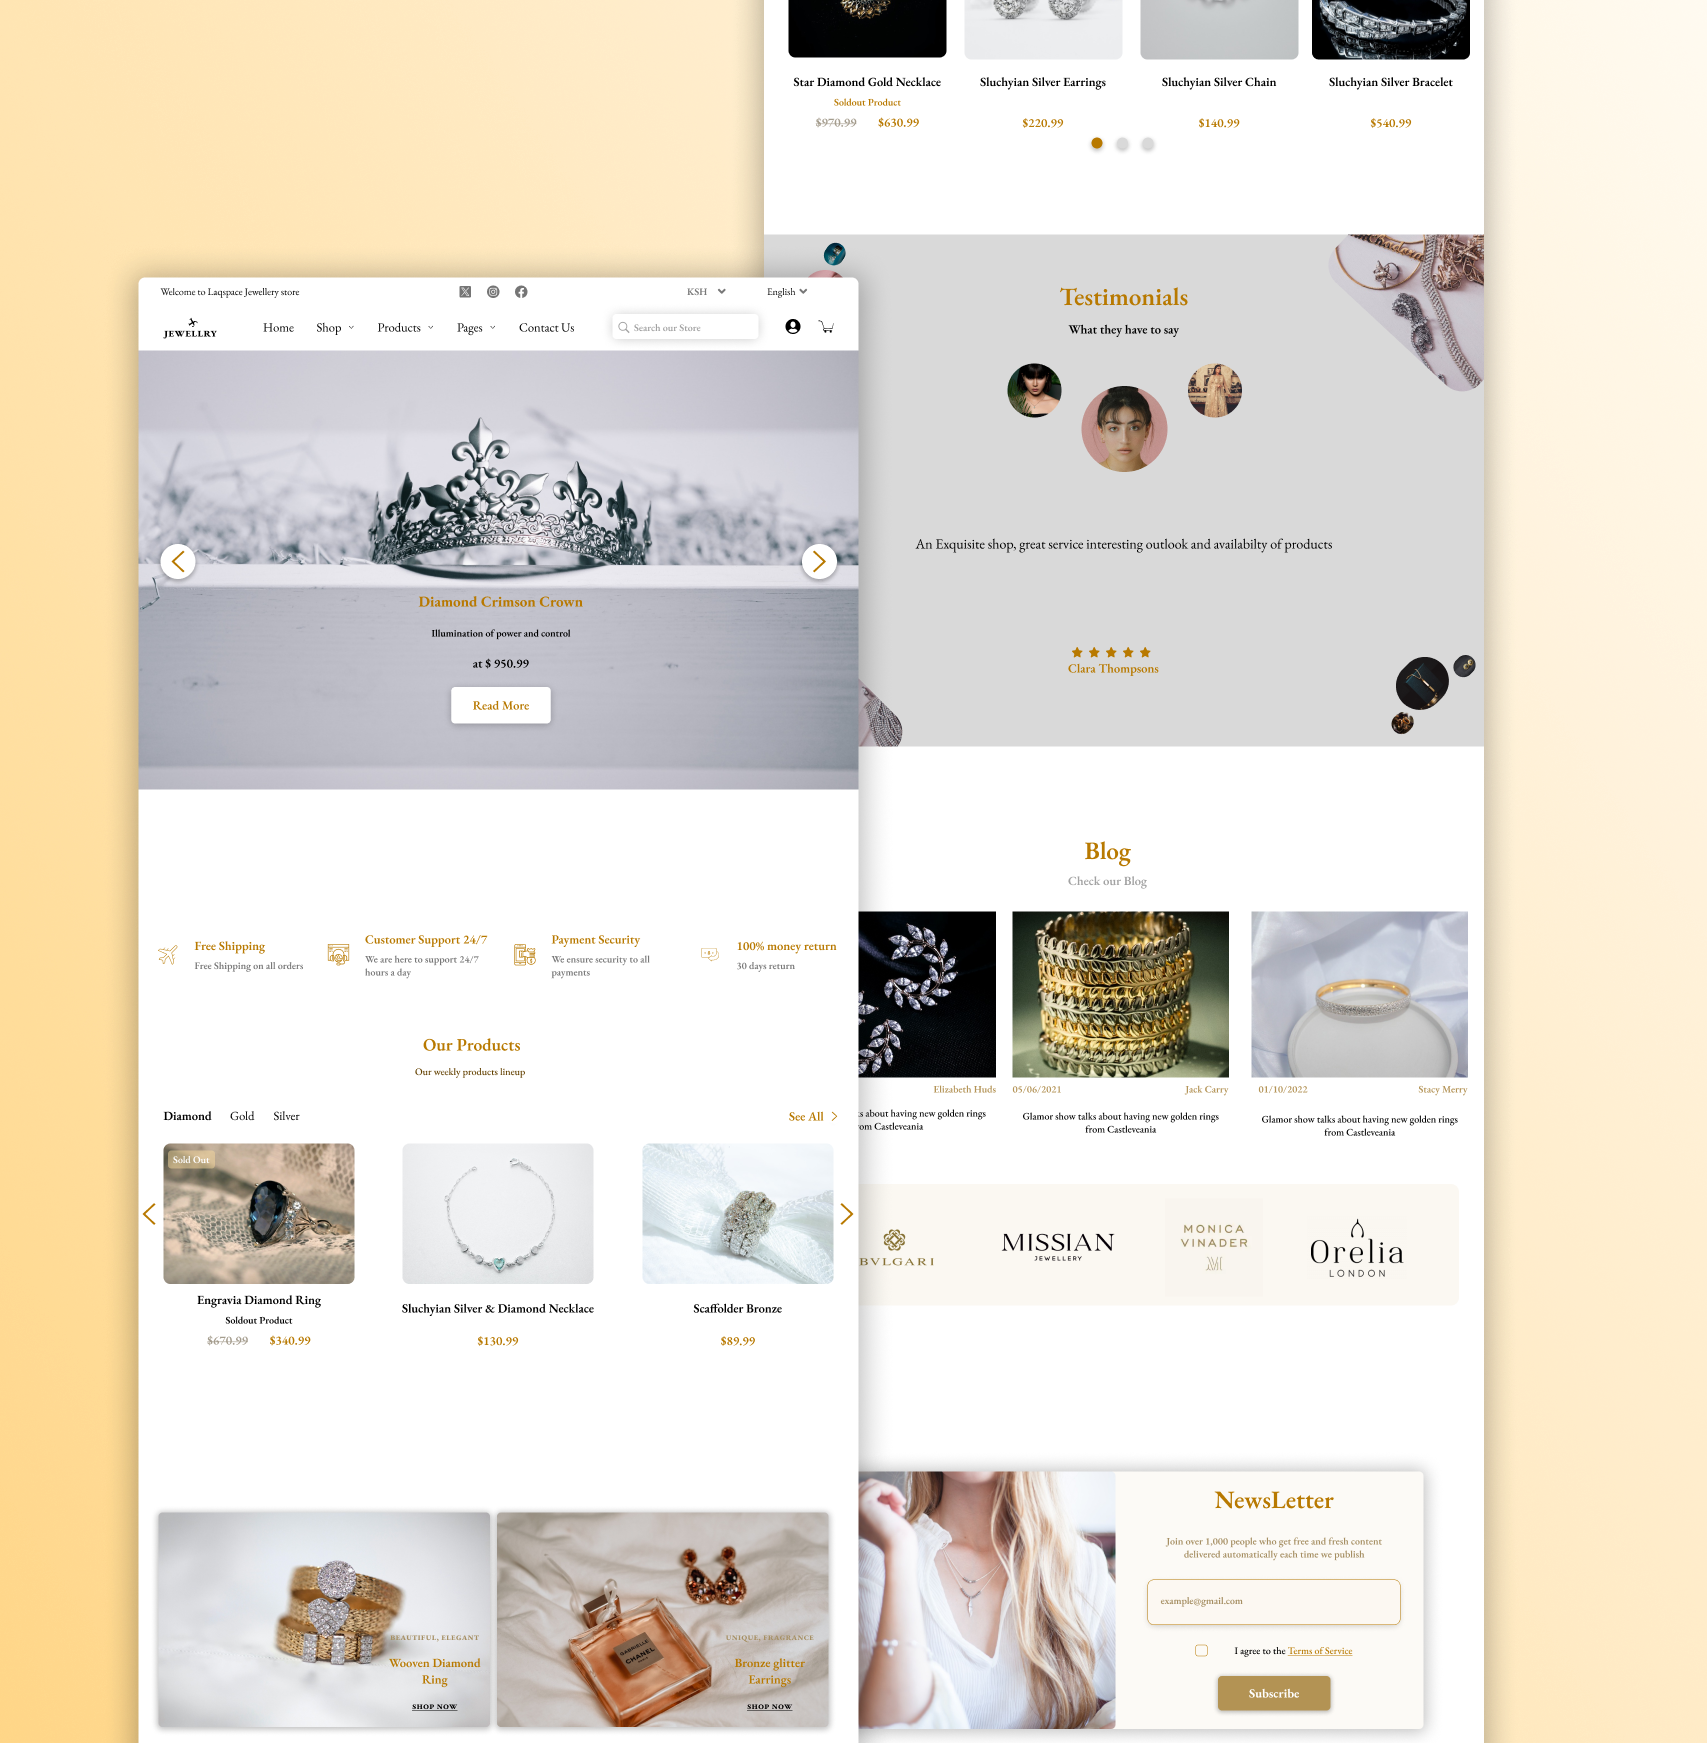 Star Diamond Gold Necklace
Soldout Product
$970.99 $630.99
Sluchyian Silver Earrings
$220.99
Sluchyian Silver Chain
$140.99
Sluchyian Silver Bracelet
$540.99
Testimonials
What they have to say
An Exquisite shop, great service interesting outlook and availabilty of products
Clara Thompsons
Blog
Check our Blog
Elizabeth Huds
about having new golden rings
om Castleveania
05/06/2021 Jack Carry
Glamor show talks about having new golden rings
from Castleveania
01/10/2022 Stacy Merry
Glamor show talks about having new golden rings
from Castleveania
BVLGARI
MISSIAN
JEWELLERY
MONICA
VINADER
M
Orelia
LONDON
NewsLetter
Join over 1,000 people who get free and fresh content
delivered automatically each time we publish
example@gmail.com
I agree to the Terms of Service
Subscribe
Welcome to Laqspace Jewellery store
KSH
English
JEWELLRY
Home Shop Products Pages Contact Us
Search our Store
Diamond Crimson Crown
Illumination of power and control
at $ 950.99
Read More
Free Shipping
Free Shipping on all orders
Customer Support 24/7
We are here to support 24/7
hours a day
Payment Security
We ensure security to all
payments
100% money return
30 days return
Our Products
Our weekly products lineup
Diamond Gold Silver
See All
Sold Out
Engravia Diamond Ring
Soldout Product
$670.99 $340.99
Sluchyian Silver & Diamond Necklace
$130.99
Scaffolder Bronze
$89.99
BEAUTIFUL, ELEGANT
Wooven Diamond
Ring
SHOP NOW
GABRIELLE
CHANEL
PARIS
UNIQUE, FRAGRANCE
Bronze glitter
Earrings
SHOP NOW